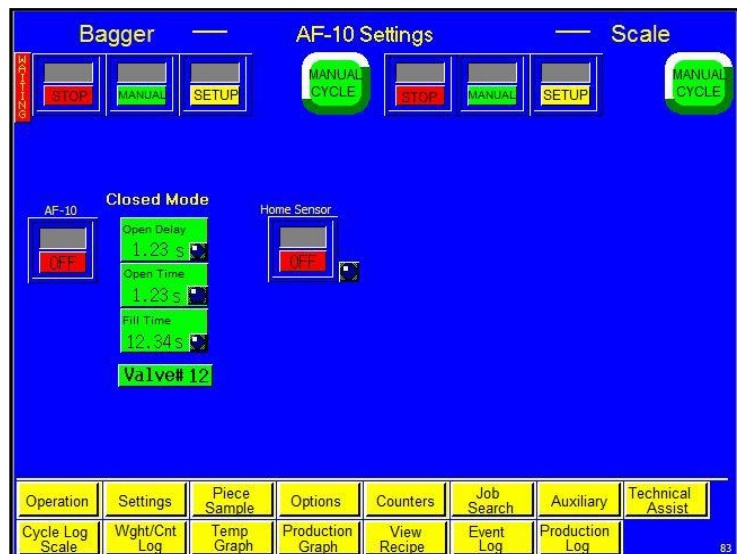 Bagger — AF-10 Settings — Scale
WAITING
STOP MANUAL SETUP MANUAL CYCLE STOP MANUAL SETUP MANUAL CYCLE
AF-10 Closed Mode Home Sensor
OFF Open Delay OFF
1.23 s
Open Time
1.23 s
Fill Time
12.34 s
Valve# 12
Operation Settings Piece Sample Options Counters Job Search Auxiliary Technical Assist
Cycle Log Scale Wght/Cnt Log Temp Graph Production Graph View Recipe Event Log Production Log 83